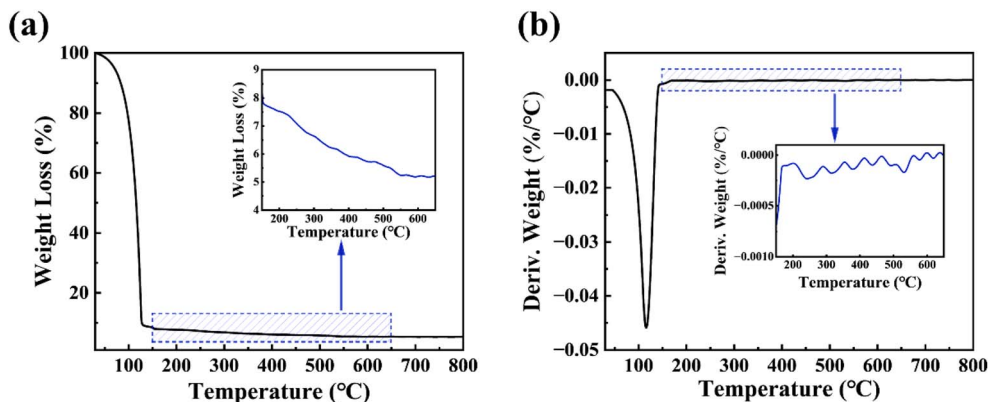 (a)
100
80
60
40
20
Weight Loss (%)
100 200 300 400 500 600 700 800
Temperature (°C)
9
8
7
6
5
4
Weight Loss (%)
200 300 400 500 600
Temperature (°C)
(b)
0.00
−0.01
−0.02
−0.03
−0.04
−0.05
Deriv. Weight (%/°C)
100 200 300 400 500 600 700 800
Temperature (°C)
0.0000
−0.0005
−0.0010
Deriv. Weight (%/°C)
200 300 400 500 600
Temperature (°C)